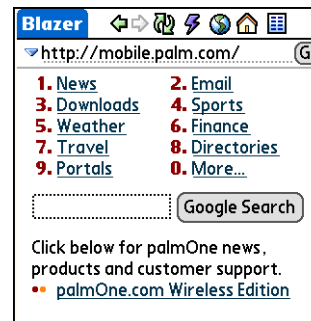 Blazer
http://mobile.palm.com/ G
1. News 2. Email
3. Downloads 4. Sports
5. Weather 6. Finance
7. Travel 8. Directories
9. Portals 0. More...
Google Search
Click below for palmOne news,
products and customer support.
palmOne.com Wireless Edition